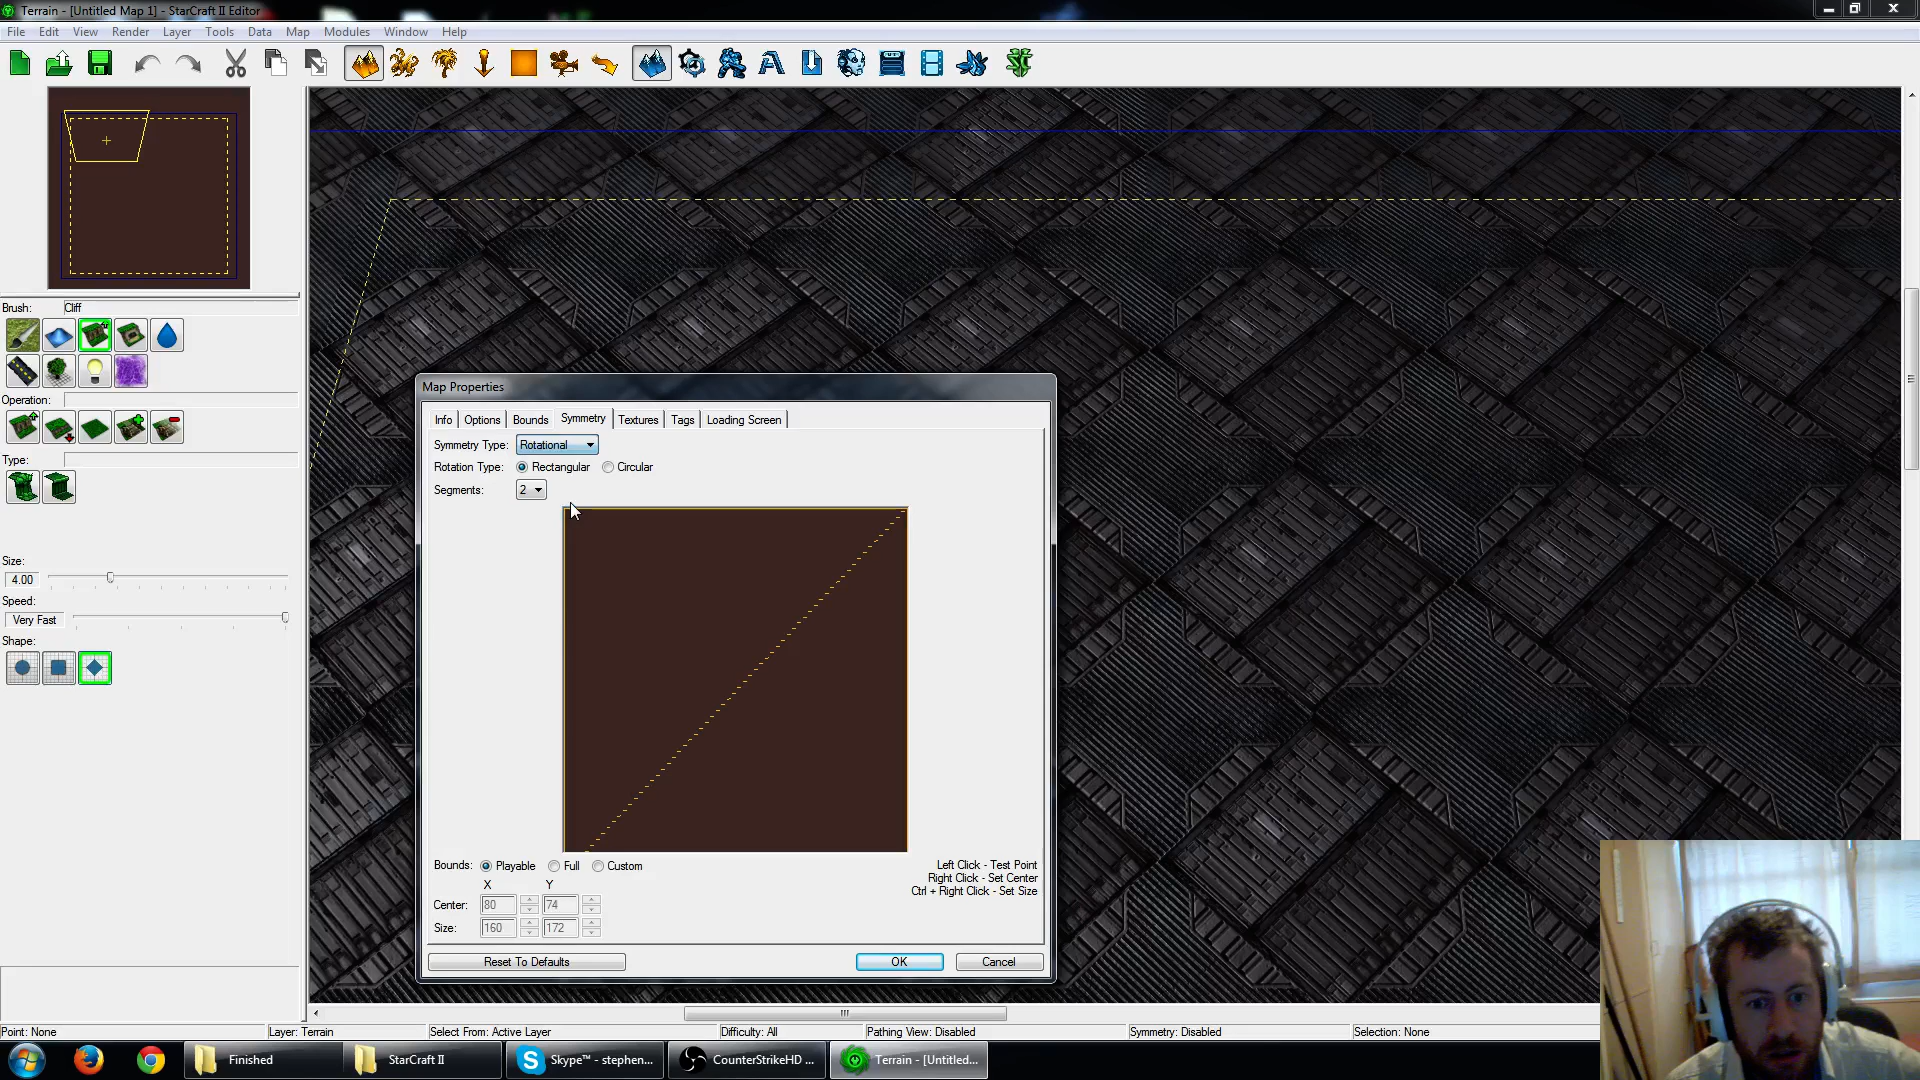 Terrain - [Untitled Map 1] - StarCraft II Editor
File Edit View Render Layer Tools Data Map Modules Window Help
Brush: Cliff
Operation:
Type:
Size:
4.00
Speed:
Very Fast
Shape:
Map Properties
Info Options Bounds Symmetry Textures Tags Loading Screen
Symmetry Type: Rotational
Rotation Type: Rectangular Circular
Segments: 2
Bounds: Playable Full Custom
X Y
Center: 80 74
Size: 160 172
Left Click - Test Point
Right Click - Set Center
Ctrl + Right Click - Set Size
Reset To Defaults OK Cancel
Point: None Layer: Terrain Select From: Active Layer Difficulty: All Pathing View: Disabled Symmetry: Disabled Selection: None
Finished StarCraft II Skype™ - stephen... CounterStrikeHD ... Terrain - [Untitled...